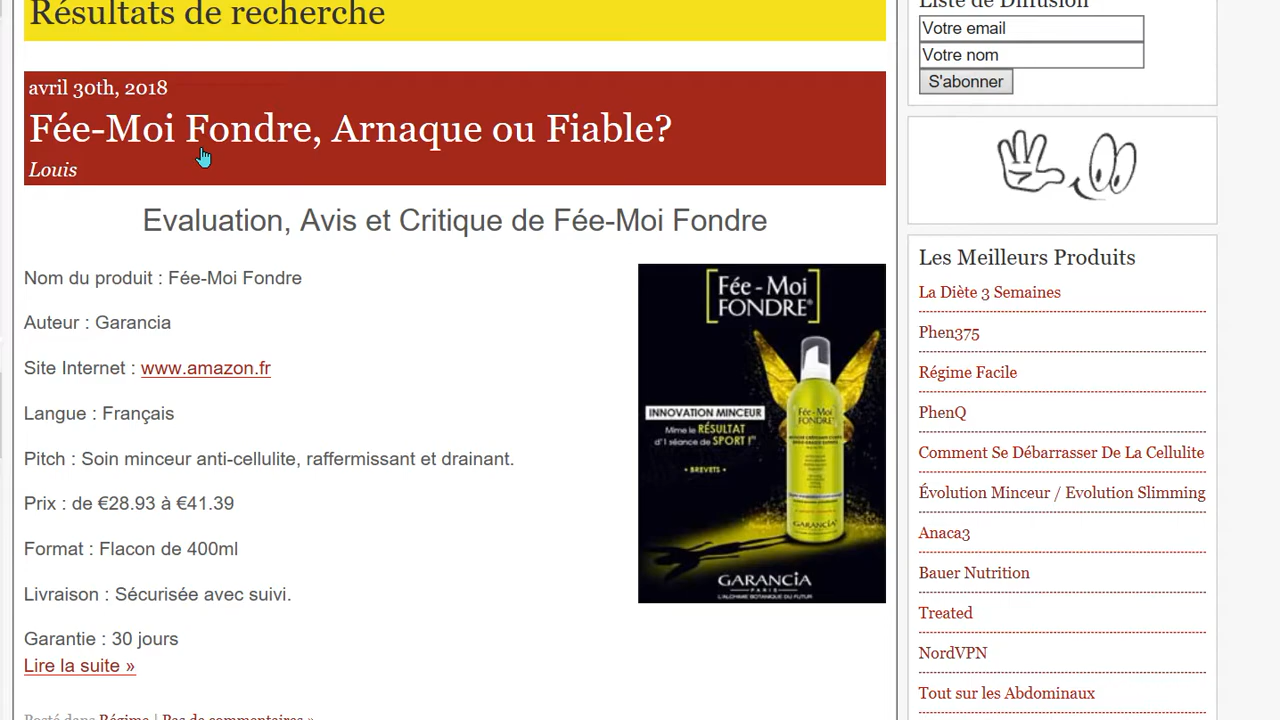 Résultats de recherche
avril 30th, 2018
Fée-Moi Fondre, Arnaque ou Fiable?
Louis
Evaluation, Avis et Critique de Fée-Moi Fondre
Nom du produit : Fée-Moi Fondre
Auteur : Garancia
Site Internet : www.amazon.fr
Langue : Français
Pitch : Soin minceur anti-cellulite, raffermissant et drainant.
Prix : de €28.93 à €41.39
Format : Flacon de 400ml
Livraison : Sécurisée avec suivi.
Garantie : 30 jours
Lire la suite »
Posté dans Régime | Pas de commentaires »
Fée - Moi
FONDRE®
INNOVATION MINCEUR
Mime le RÉSULTAT
d'1 séance de SPORT !
• BREVETS •
Fée-Moi
FONDRE
GARANCIA
GARANCIA
PARIS
L'ALCHIMIE BOTANIQUE DU FUTUR
Liste de Diffusion
Votre email
Votre nom
S'abonner
Les Meilleurs Produits
La Diète 3 Semaines
Phen375
Régime Facile
PhenQ
Comment Se Débarrasser De La Cellulite
Évolution Minceur / Evolution Slimming
Anaca3
Bauer Nutrition
Treated
NordVPN
Tout sur les Abdominaux